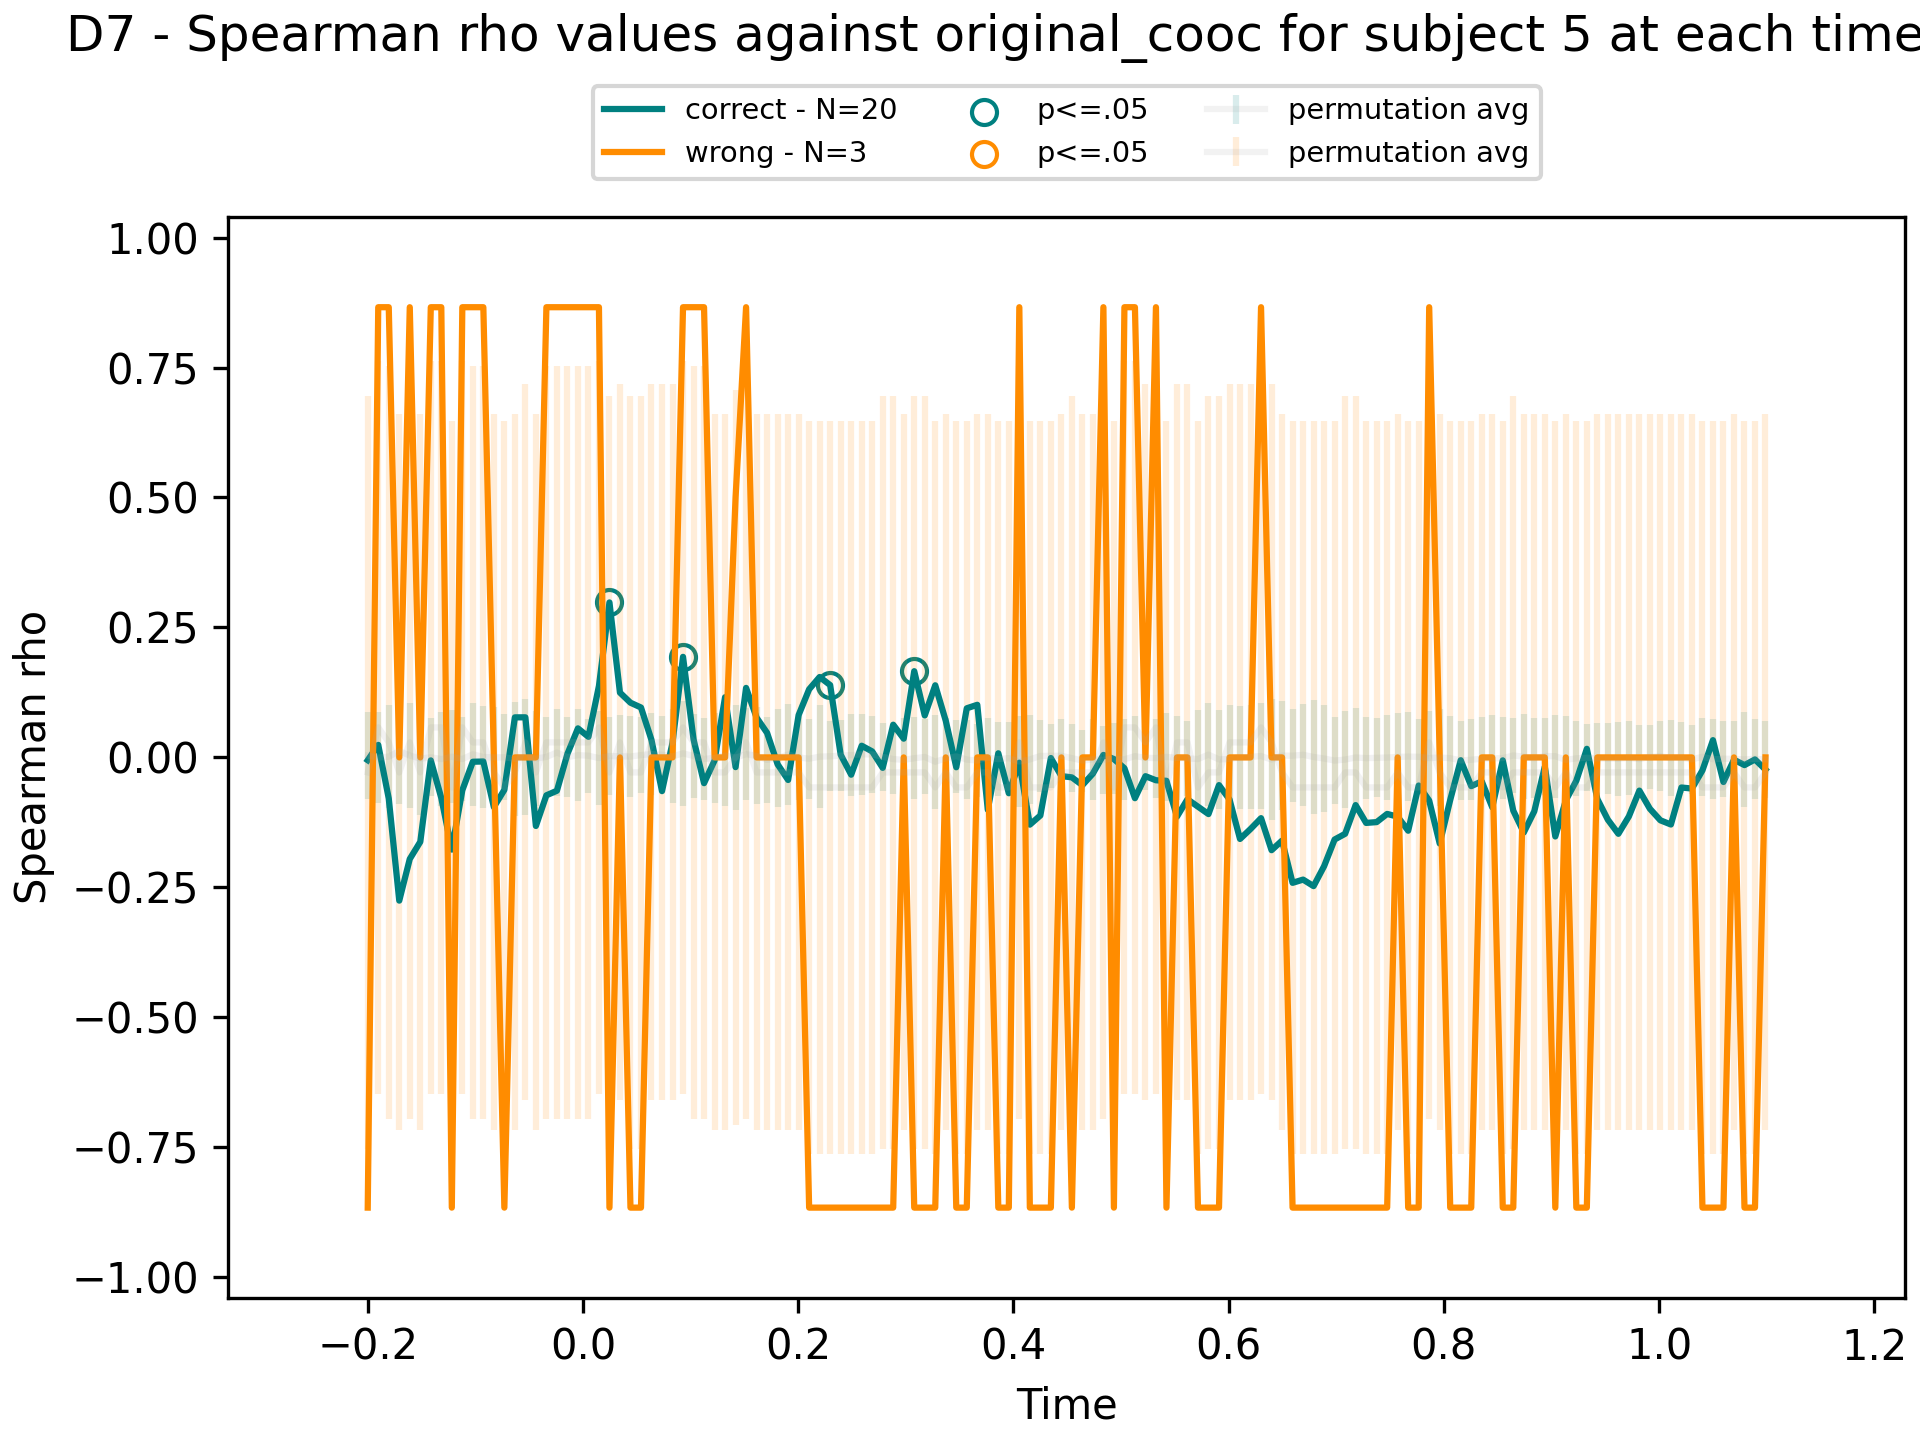 D7 - Spearman rho values against original_cooc for subject 5 at each time
correct - N=20 p<=.05 permutation avg
wrong - N=3 p<=.05 permutation avg
1.00
0.75
0.50
0.25
0.00
−0.25
−0.50
−0.75
−1.00
Spearman rho
−0.2 0.0 0.2 0.4 0.6 0.8 1.0 1.2
Time